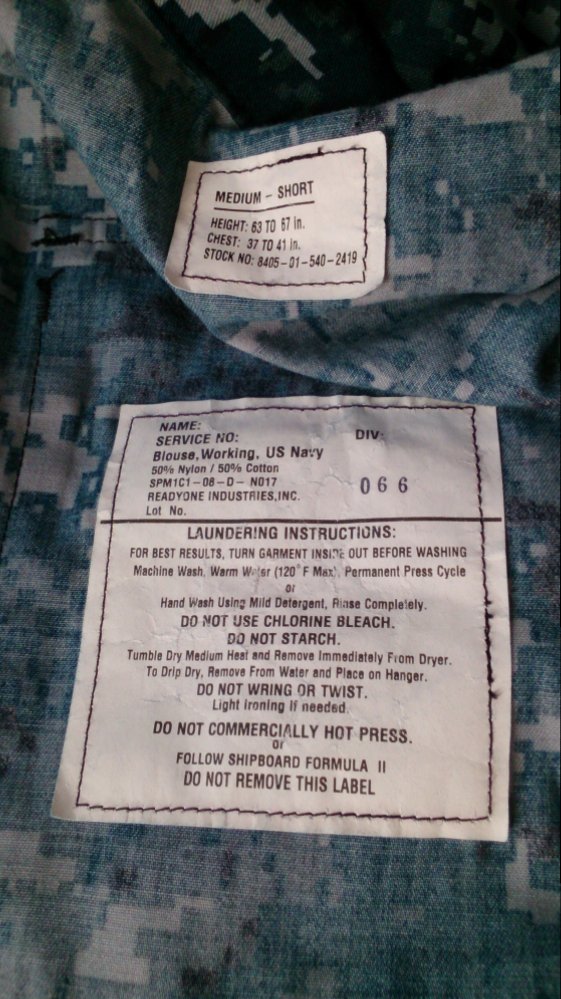 MEDIUM - SHORT
HEIGHT: 63 TO 67 in.
CHEST: 37 TO 41 in.
STOCK NO: 8405-01-540-2419
NAME:
SERVICE NO: DIV:
Blouse, Working, US Navy
50% Nylon / 50% Cotton
SPM1C1-08-D- N017 066
READYONE INDUSTRIES, INC.
Lot No.
LAUNDERING INSTRUCTIONS:
FOR BEST RESULTS, TURN GARMENT INSIDE OUT BEFORE WASHING
Machine Wash, Warm Water (120°F Max), Permanent Press Cycle
or
Hand Wash Using Mild Detergent, Rinse Completely.
DO NOT USE CHLORINE BLEACH.
DO NOT STARCH.
Tumble Dry Medium Heat and Remove Immediately From Dryer.
To Drip Dry, Remove From Water and Place on Hanger.
DO NOT WRING OR TWIST.
Light ironing if needed.
DO NOT COMMERCIALLY HOT PRESS.
or
FOLLOW SHIPBOARD FORMULA II
DO NOT REMOVE THIS LABEL